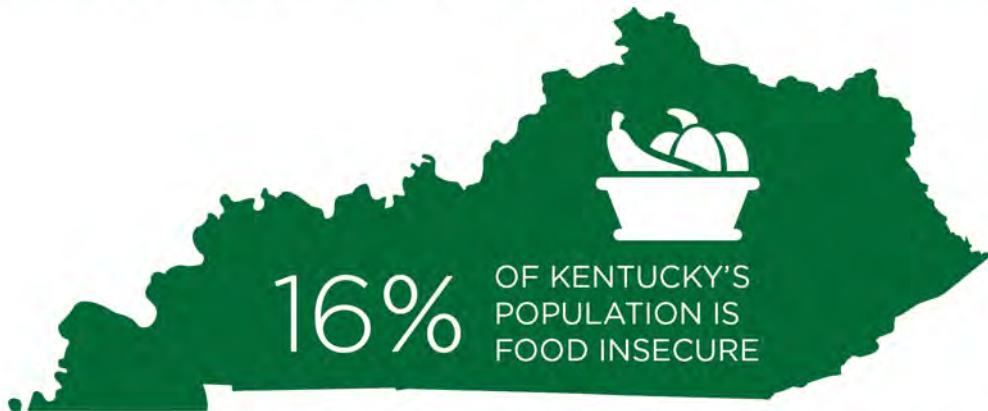 16%
OF KENTUCKY'S
POPULATION IS
FOOD INSECURE